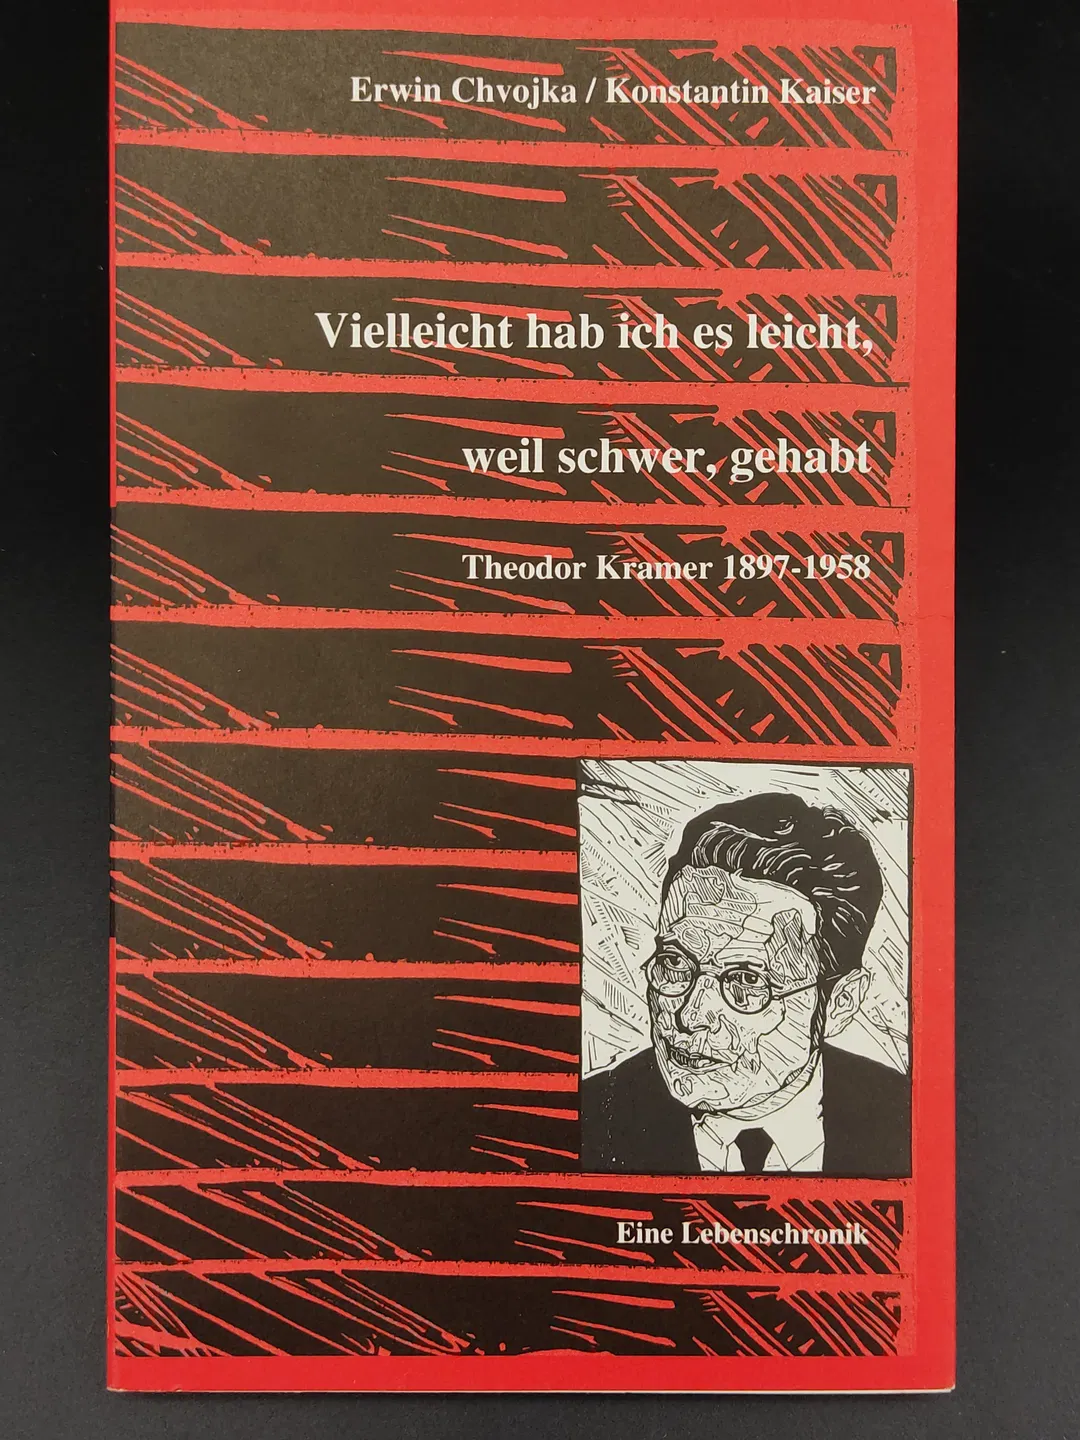 Erwin Chvojka / Konstantin Kaiser
Vielleicht hab ich es leicht,
weil schwer, gehabt
Theodor Kramer 1897-1958
Eine Lebenschronik